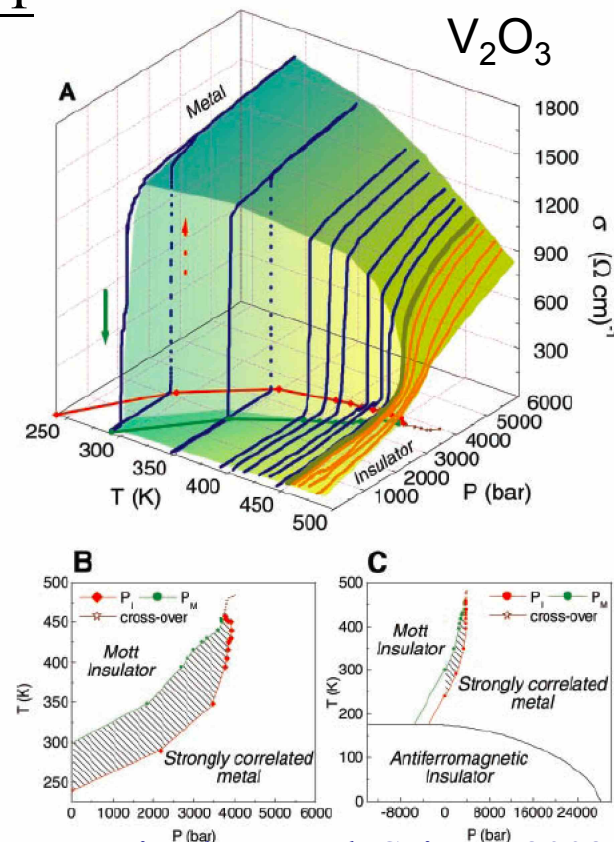 V2O3
A
Metal
1800
1500
1200
900
600
300
σ (Ω cm)-1
6000
5000
4000
3000
2000
1000
P (bar)
Insulator
250
300
350
400
450
500
T (K)
B
500
450
400
350
300
250
T (K)
PI PM
cross-over
Mott
Insulator
Strongly correlated
metal
0 1000 2000 3000 4000 5000 6000
P (bar)
C
500
400
300
200
100
0
T (K)
PI PM
cross-over
Mott
Insulator
Strongly correlated
metal
Antiferromagnetic
Insulator
-8000 0 8000 16000 24000
P (bar)